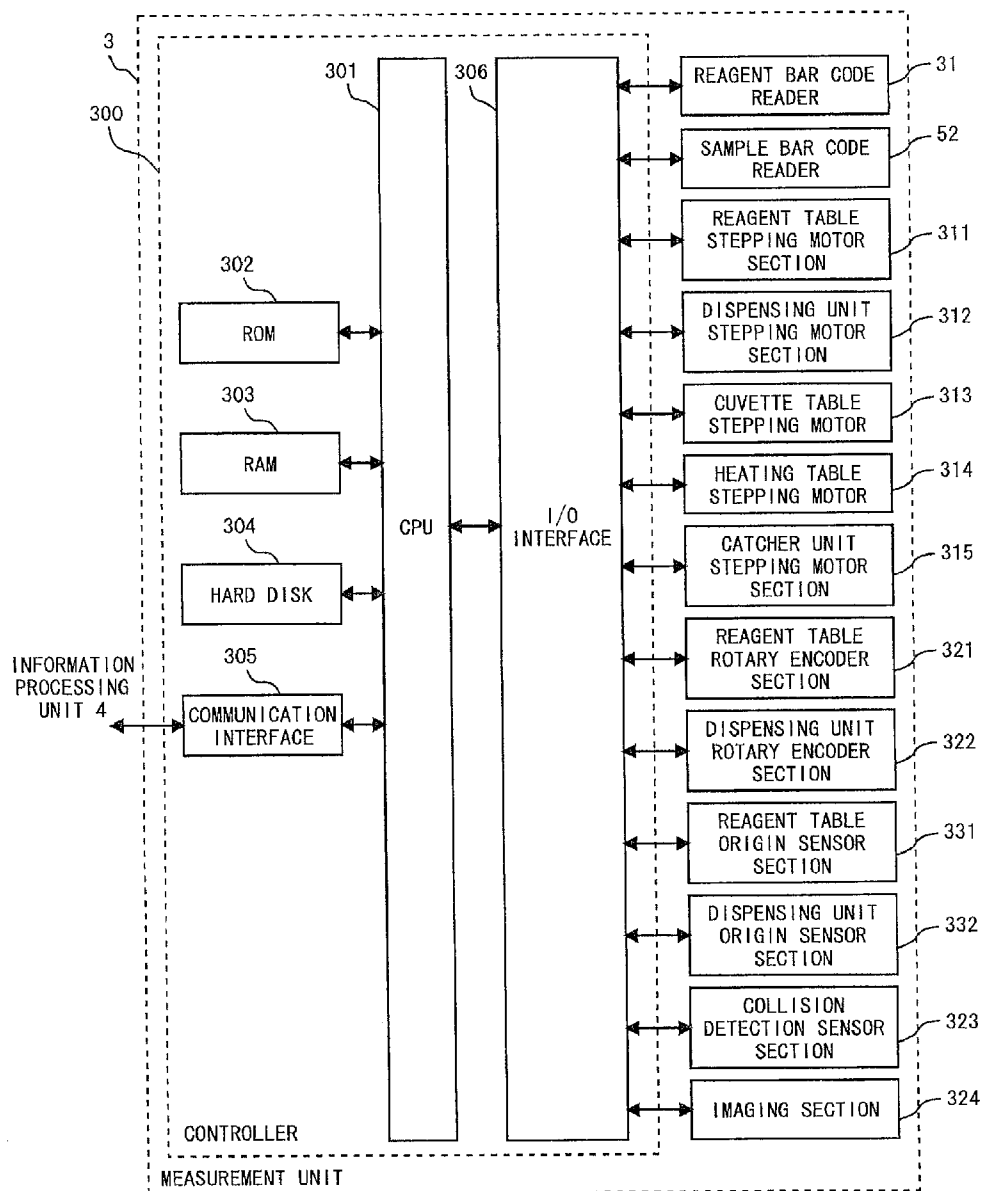 3
300
301
306
REAGENT BAR CODE
READER
31
SAMPLE BAR CODE
READER
52
REAGENT TABLE
STEPPING MOTOR
SECTION
311
302
ROM
DISPENSING UNIT
STEPPING MOTOR
SECTION
312
303
RAM
CUVETTE TABLE
STEPPING MOTOR
313
HEATING TABLE
STEPPING MOTOR
314
CPU
I/O
INTERFACE
304
HARD DISK
CATCHER UNIT
STEPPING MOTOR
SECTION
315
INFORMATION
PROCESSING
UNIT 4
305
COMMUNICATION
INTERFACE
REAGENT TABLE
ROTARY ENCODER
SECTION
321
DISPENSING UNIT
ROTARY ENCODER
SECTION
322
REAGENT TABLE
ORIGIN SENSOR
SECTION
331
DISPENSING UNIT
ORIGIN SENSOR
SECTION
332
COLLISION
DETECTION SENSOR
SECTION
323
IMAGING SECTION
324
CONTROLLER
MEASUREMENT UNIT